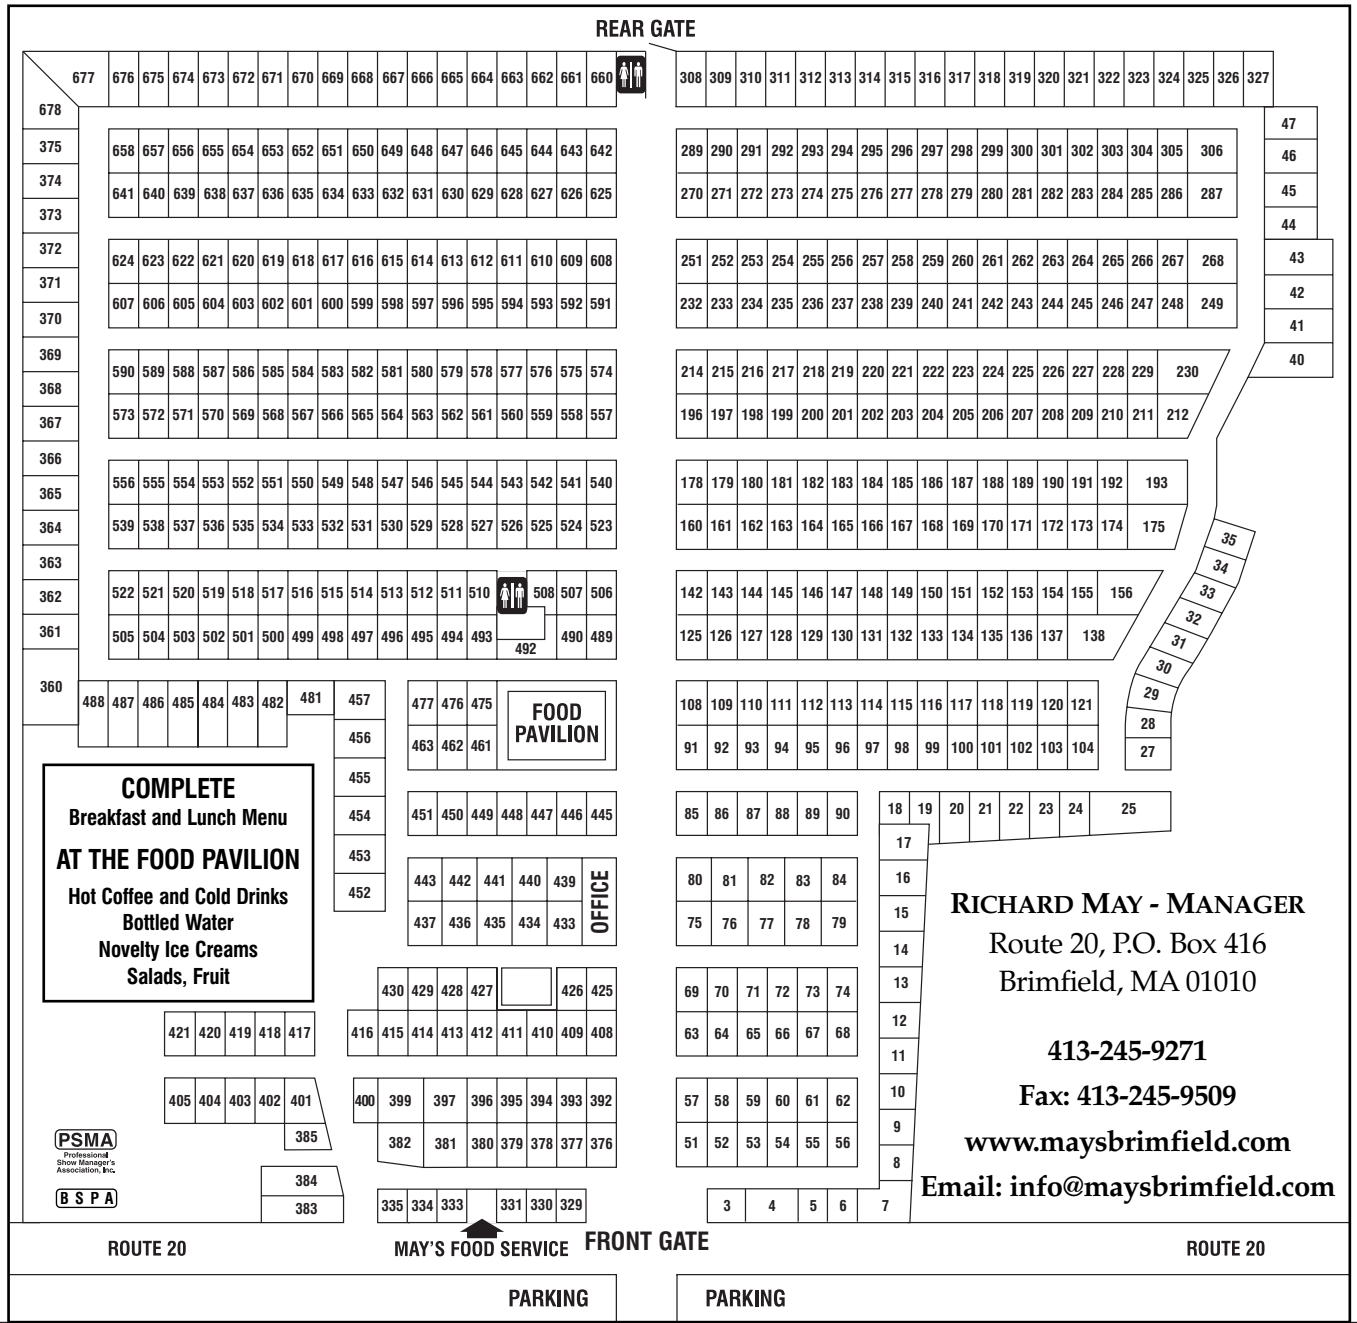 REAR GATE
677 676 675 674 673 672 671 670 669 668 667 666 665 664 663 662 661 660 308 309 310 311 312 313 314 315 316 317 318 319 320 321 322 323 324 325 326 327
678
47
375 658 657 656 655 654 653 652 651 650 649 648 647 646 645 644 643 642 289 290 291 292 293 294 295 296 297 298 299 300 301 302 303 304 305 306 46
374 641 640 639 638 637 636 635 634 633 632 631 630 629 628 627 626 625 270 271 272 273 274 275 276 277 278 279 280 281 282 283 284 285 286 287 45
373 44
372 624 623 622 621 620 619 618 617 616 615 614 613 612 611 610 609 608 251 252 253 254 255 256 257 258 259 260 261 262 263 264 265 266 267 268 43
371 607 606 605 604 603 602 601 600 599 598 597 596 595 594 593 592 591 232 233 234 235 236 237 238 239 240 241 242 243 244 245 246 247 248 249 42
370 41
369 590 589 588 587 586 585 584 583 582 581 580 579 578 577 576 575 574 214 215 216 217 218 219 220 221 222 223 224 225 226 227 228 229 230 40
368
367 573 572 571 570 569 568 567 566 565 564 563 562 561 560 559 558 557 196 197 198 199 200 201 202 203 204 205 206 207 208 209 210 211 212
366
365 556 555 554 553 552 551 550 549 548 547 546 545 544 543 542 541 540 178 179 180 181 182 183 184 185 186 187 188 189 190 191 192 193
364 539 538 537 536 535 534 533 532 531 530 529 528 527 526 525 524 523 160 161 162 163 164 165 166 167 168 169 170 171 172 173 174 175 35
363 34
362 522 521 520 519 518 517 516 515 514 513 512 511 510 508 507 506 142 143 144 145 146 147 148 149 150 151 152 153 154 155 156 33
32
361 505 504 503 502 501 500 499 498 497 496 495 494 493 492 490 489 125 126 127 128 129 130 131 132 133 134 135 136 137 138 31
30
360 488 487 486 485 484 483 482 481 457 477 476 475 108 109 110 111 112 113 114 115 116 117 118 119 120 121 29
FOOD
PAVILION
28
456 463 462 461 91 92 93 94 95 96 97 98 99 100 101 102 103 104 27
455
COMPLETE
Breakfast and Lunch Menu
AT THE FOOD PAVILION
Hot Coffee and Cold Drinks
Bottled Water
Novelty Ice Creams
Salads, Fruit
454 451 450 449 448 447 446 445 85 86 87 88 89 90 18 19 20 21 22 23 24 25
453 17
452 443 442 441 440 439 80 81 82 83 84 16
OFFICE
437 436 435 434 433 75 76 77 78 79 15
14
RICHARD MAY - MANAGER
Route 20, P.O. Box 416
Brimfield, MA 01010
430 429 428 427 426 425 69 70 71 72 73 74 13
421 420 419 418 417 416 415 414 413 412 411 410 409 408 63 64 65 66 67 68 12
11
413-245-9271
Fax: 413-245-9509
www.maysbrimfield.com
Email: info@maysbrimfield.com
405 404 403 402 401 400 399 397 396 395 394 393 392 57 58 59 60 61 62 10
385 382 381 380 379 378 377 376 51 52 53 54 55 56 9
8
PSMA
Professional
Show Manager's
Association, Inc.
BSPA
384
383 335 334 333 331 330 329 3 4 5 6 7
ROUTE 20 MAY'S FOOD SERVICE FRONT GATE ROUTE 20
PARKING PARKING